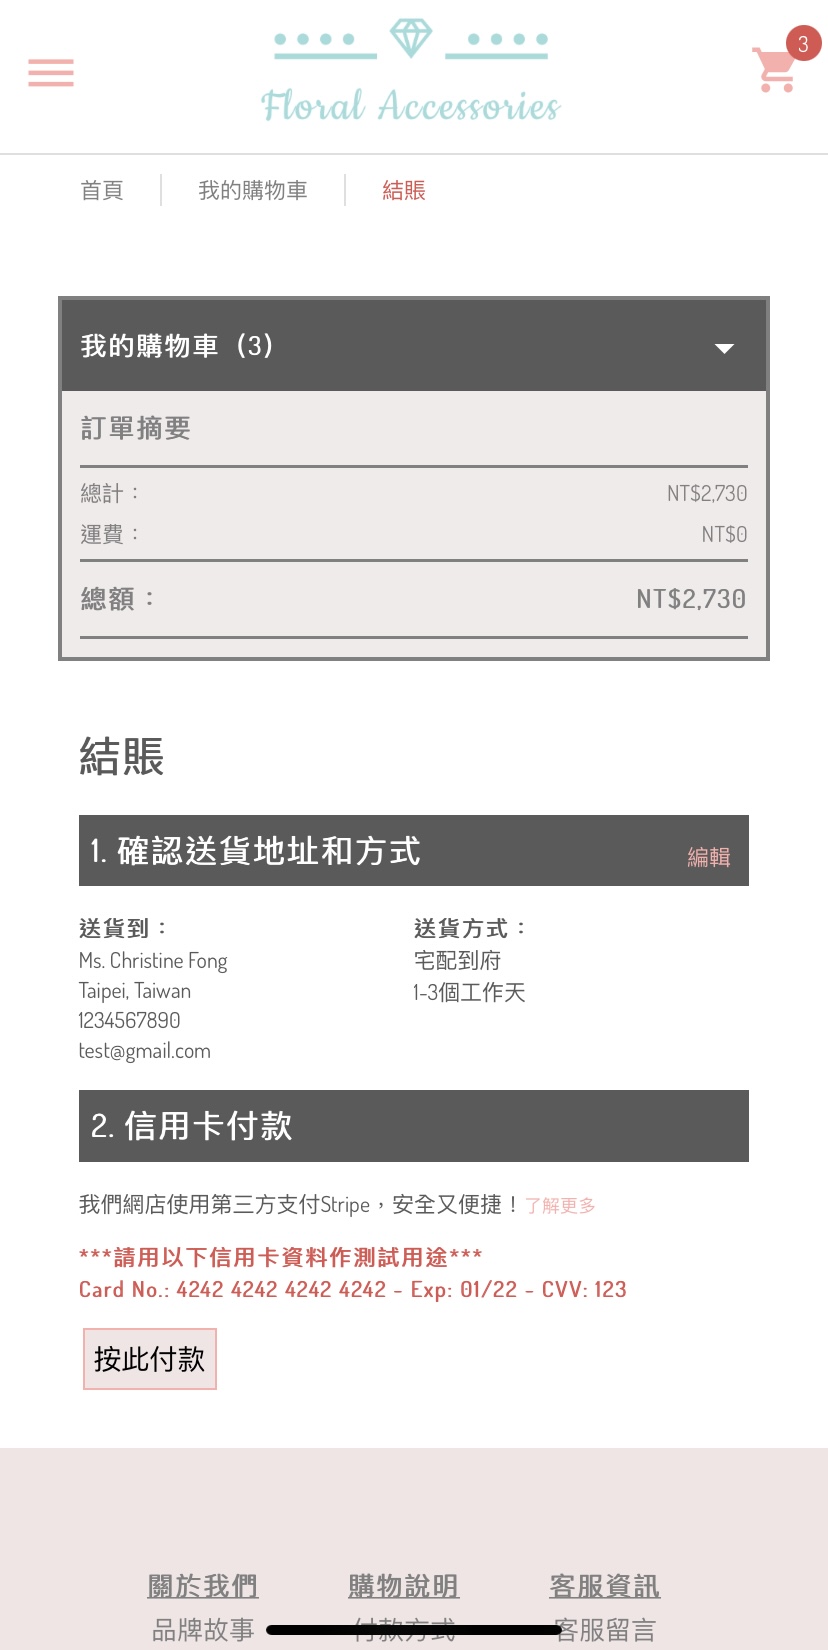 Floral Accessories
3
首頁
我的購物車
結賬
我的購物車（3）
訂單摘要
總計： NT$2,730
運費： NT$0
總額： NT$2,730
結賬
1. 確認送貨地址和方式 編輯
送貨到：
Ms. Christine Fong
Taipei, Taiwan
1234567890
test@gmail.com
送貨方式：
宅配到府
1-3個工作天
2. 信用卡付款
我們網店使用第三方支付Stripe，安全又便捷！了解更多
***請用以下信用卡資料作測試用途***
Card No.: 4242 4242 4242 4242 - Exp: 01/22 - CVV: 123
按此付款
關於我們 購物說明 客服資訊
品牌故事 付款方式 客服留言